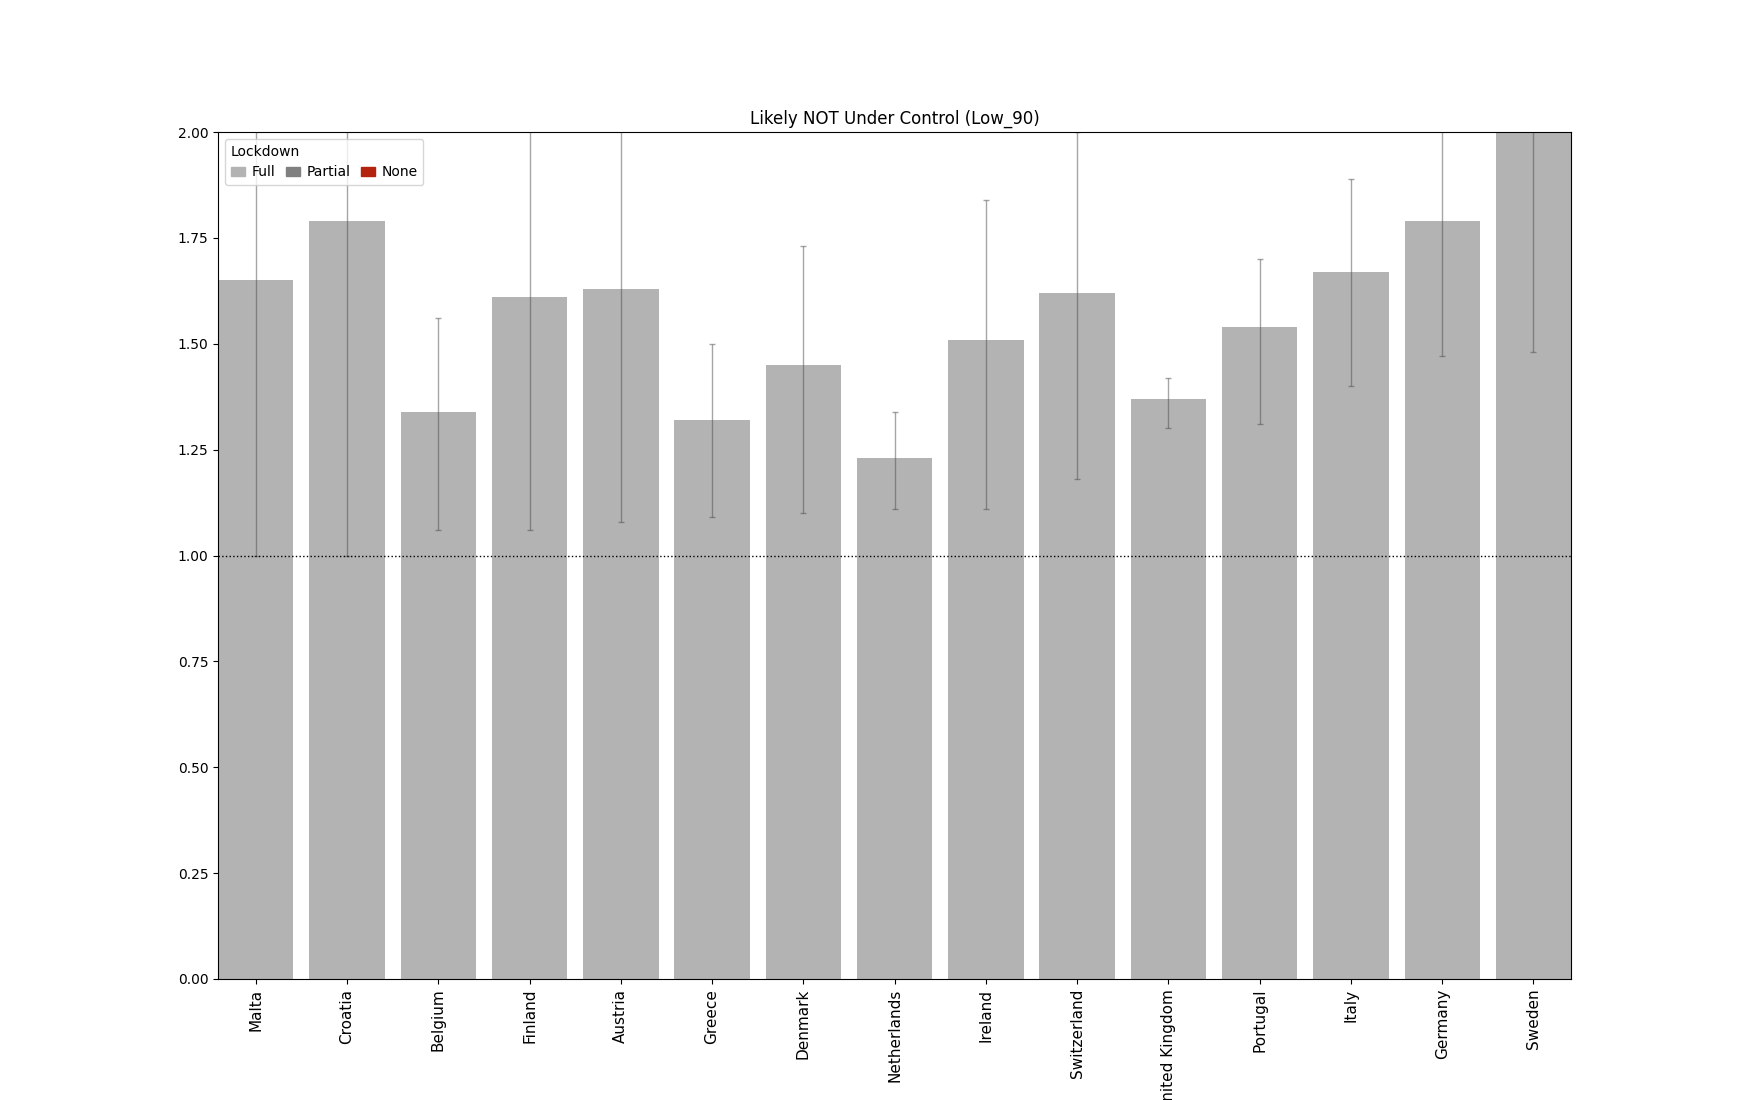 Likely NOT Under Control (Low_90)
2.00
Lockdown
Full Partial None
1.75
1.50
1.25
1.00
0.75
0.50
0.25
0.00
Malta
Croatia
Belgium
Finland
Austria
Greece
Denmark
Netherlands
Ireland
Switzerland
nited Kingdom
Portugal
Italy
Germany
Sweden